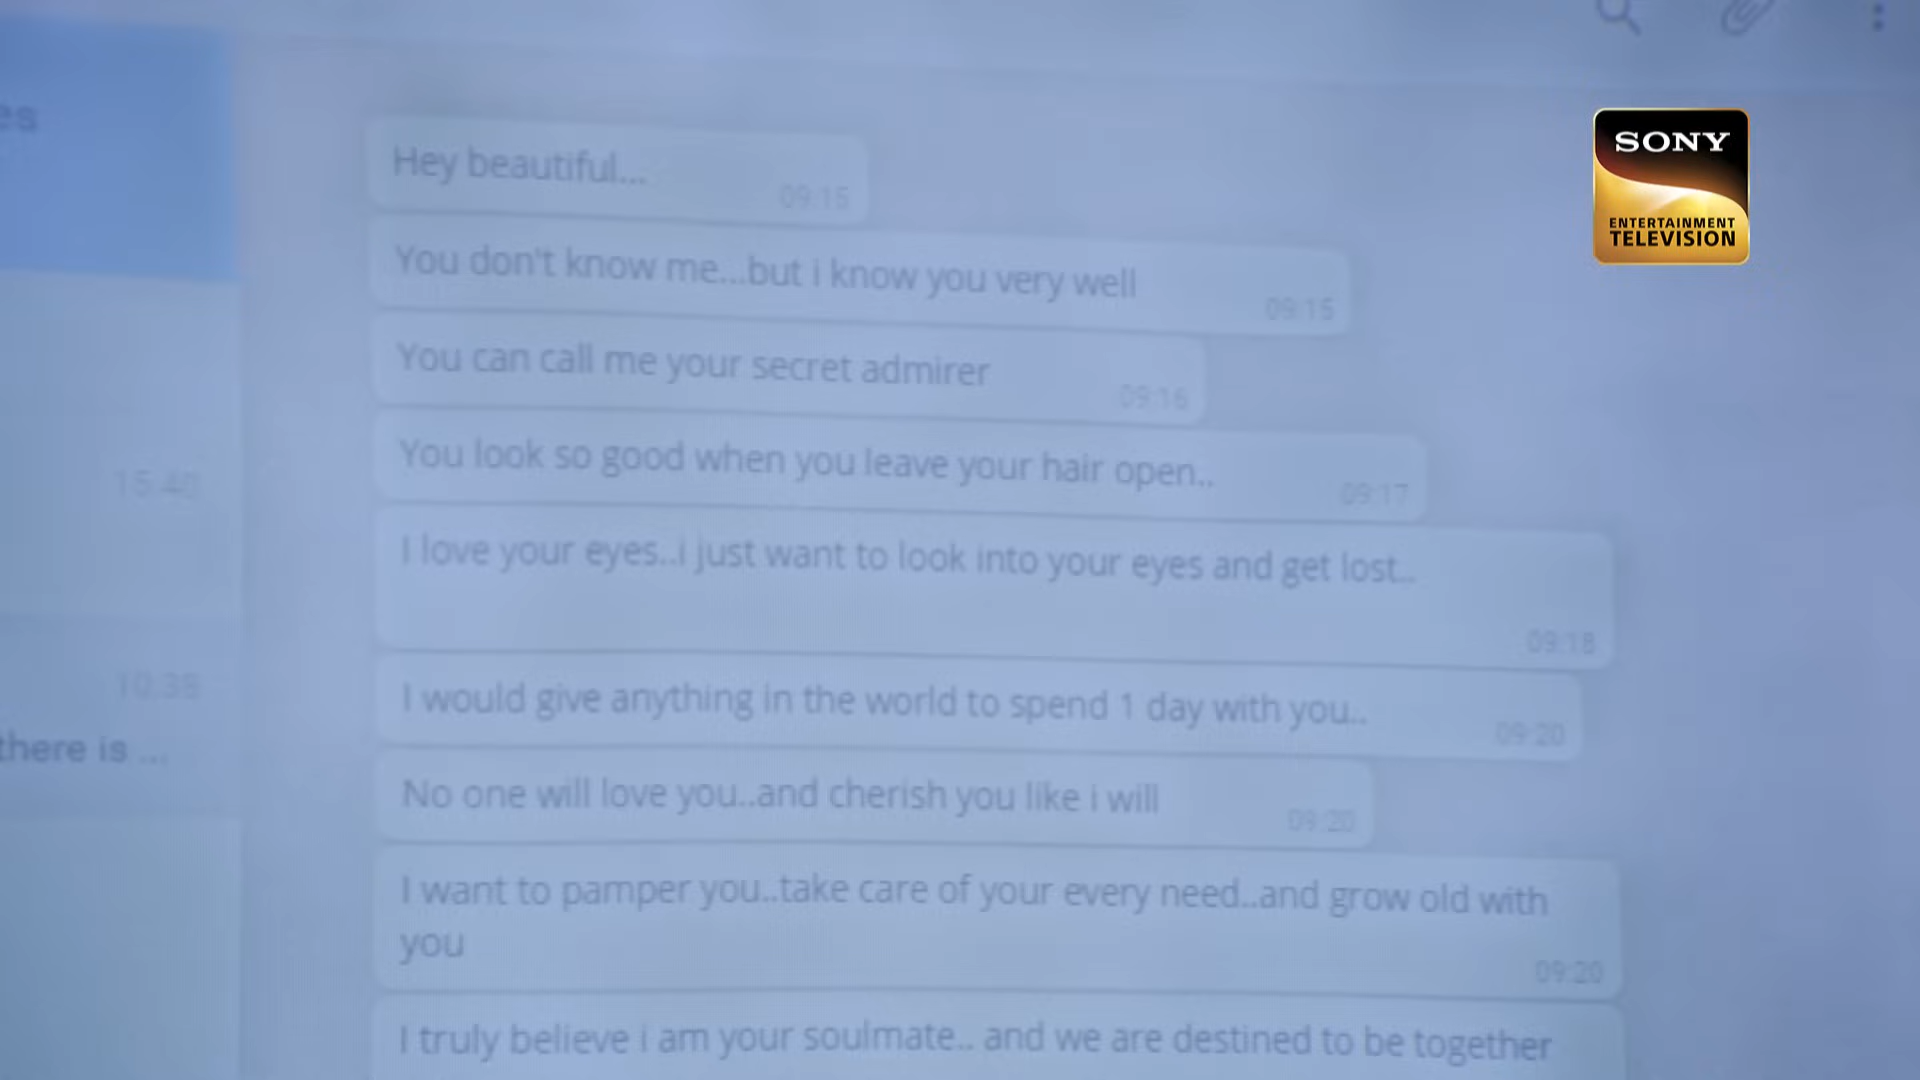 SONY
ENTERTAINMENT
TELEVISION
es
15:40
10:38
there is ...
Hey beautiful...
09:15
You don't know me...but i know you very well
09:15
You can call me your secret admirer
09:16
You look so good when you leave your hair open..
09:17
I love your eyes..i just want to look into your eyes and get lost..
09:18
I would give anything in the world to spend 1 day with you..
09:20
No one will love you..and cherish you like i will
09:20
I want to pamper you..take care of your every need..and grow old with
you
09:20
I truly believe i am your soulmate.. and we are destined to be together